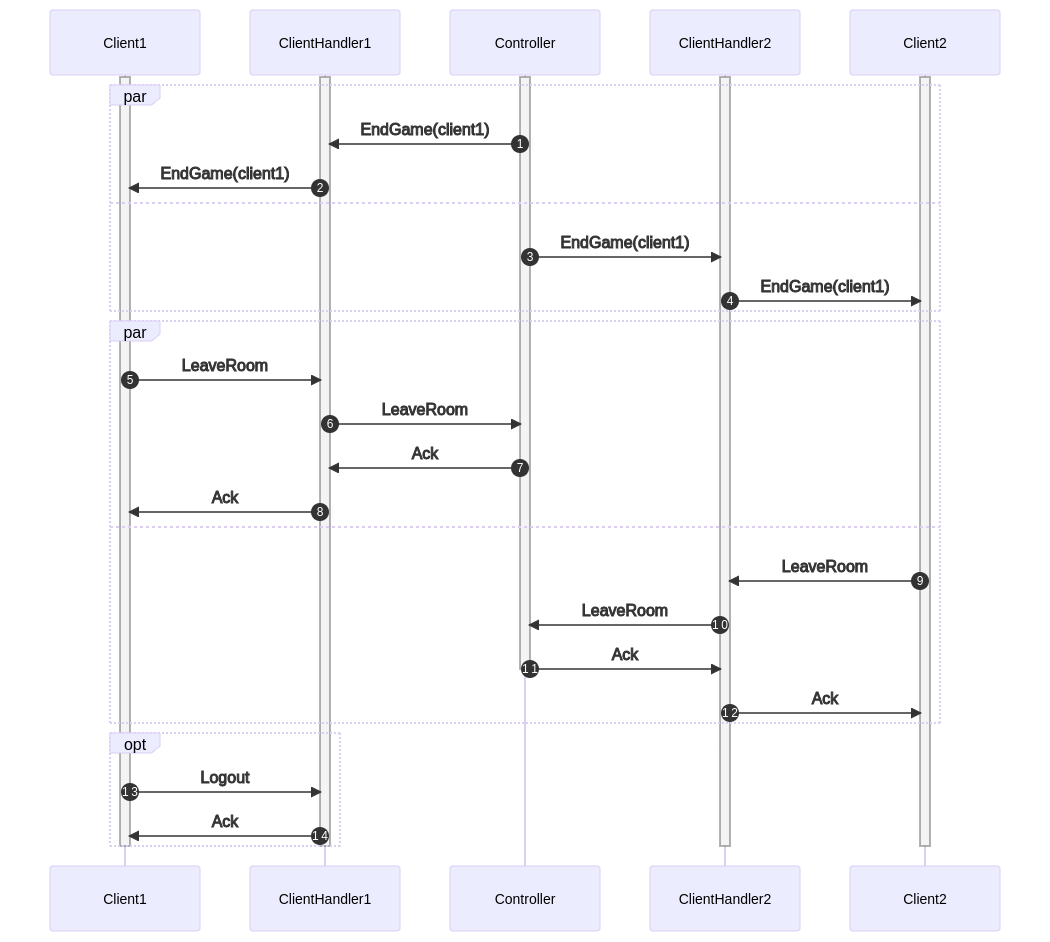 Client1
ClientHandler1
Controller
ClientHandler2
Client2
par
EndGame(client1)
1
EndGame(client1)
2
EndGame(client1)
3
EndGame(client1)
4
par
LeaveRoom
5
LeaveRoom
6
Ack
7
Ack
8
LeaveRoom
9
LeaveRoom
10
Ack
11
Ack
12
opt
Logout
13
Ack
14
Client1
ClientHandler1
Controller
ClientHandler2
Client2